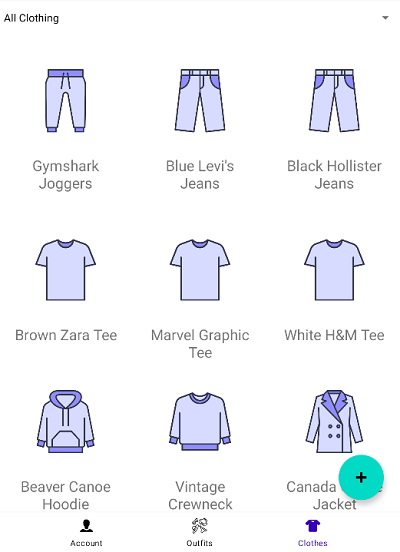 All Clothing
Gymshark
Joggers
Blue Levi's
Jeans
Black Hollister
Jeans
Brown Zara Tee
Marvel Graphic
Tee
White H&M Tee
Beaver Canoe
Hoodie
Vintage
Crewneck
Canada
Jacket
+
Account
Outfits
Clothes